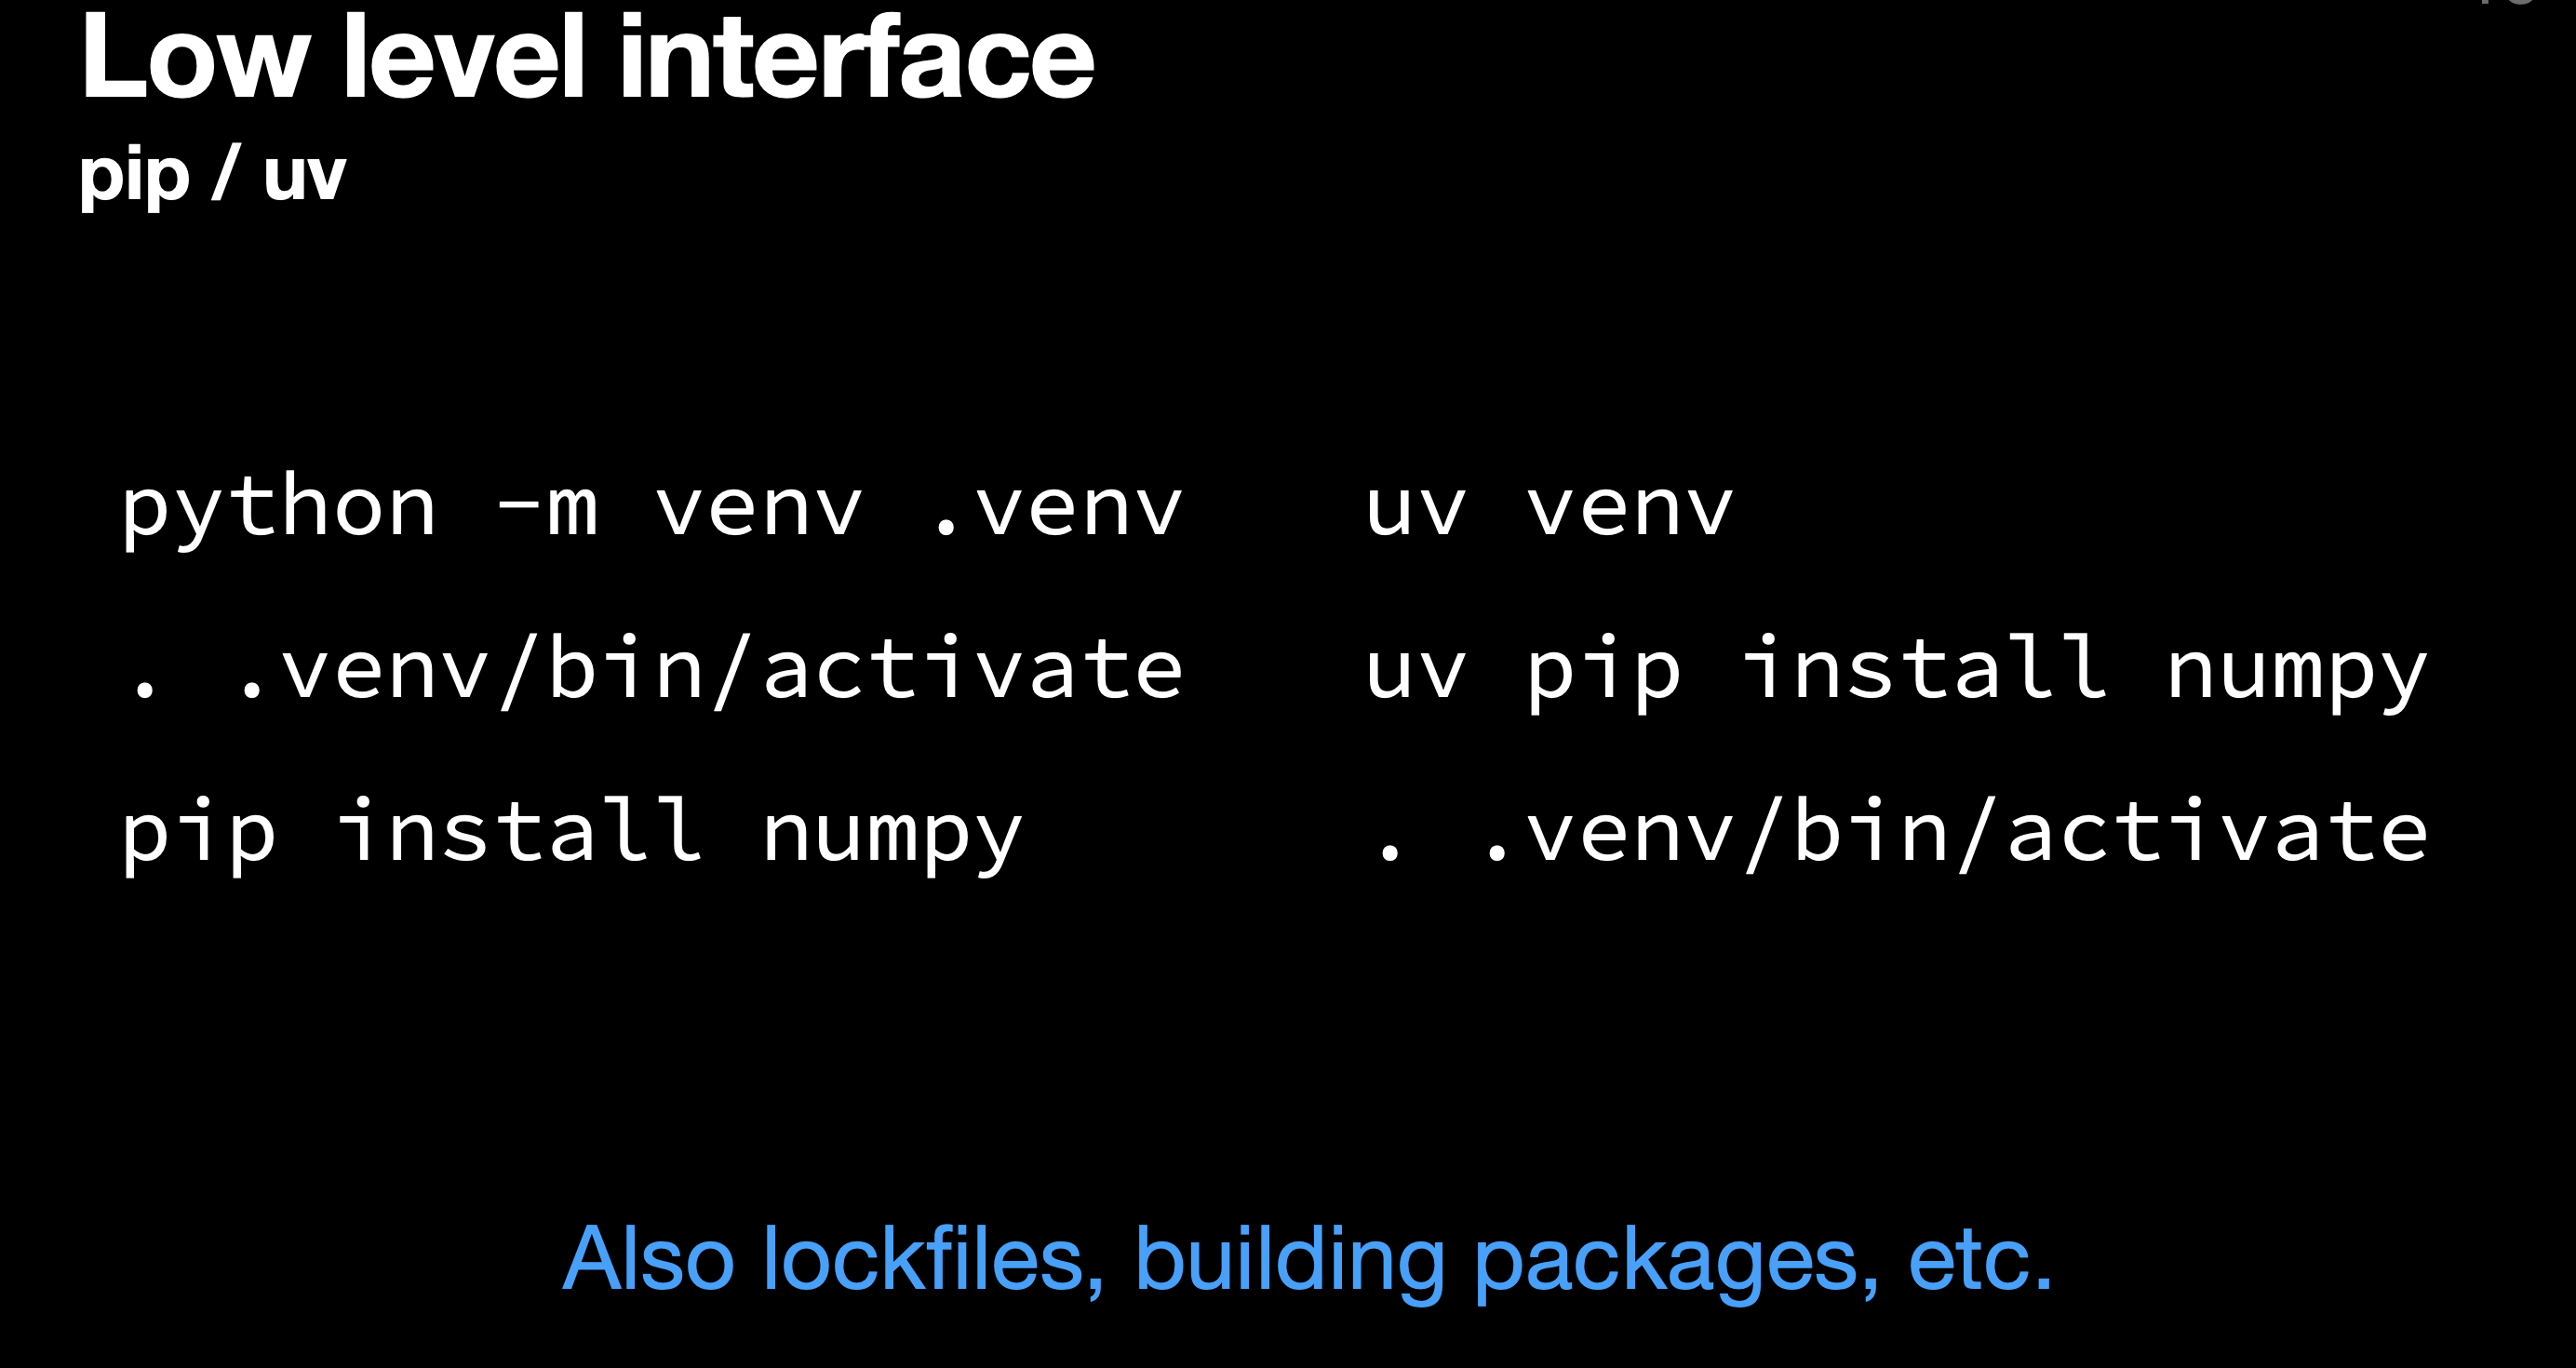 Low level interface
pip / uv
python -m venv .venv
. .venv/bin/activate
pip install numpy
uv venv
uv pip install numpy
. .venv/bin/activate
Also lockfiles, building packages, etc.